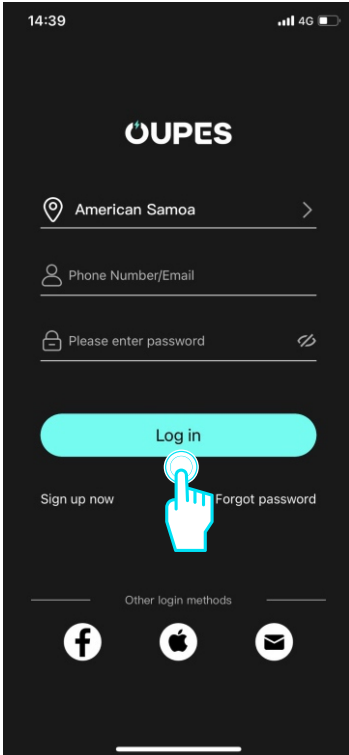 14:39 4G
OUPES
American Samoa
Phone Number/Email
Please enter password
Log in
Sign up now Forgot password
Other login methods